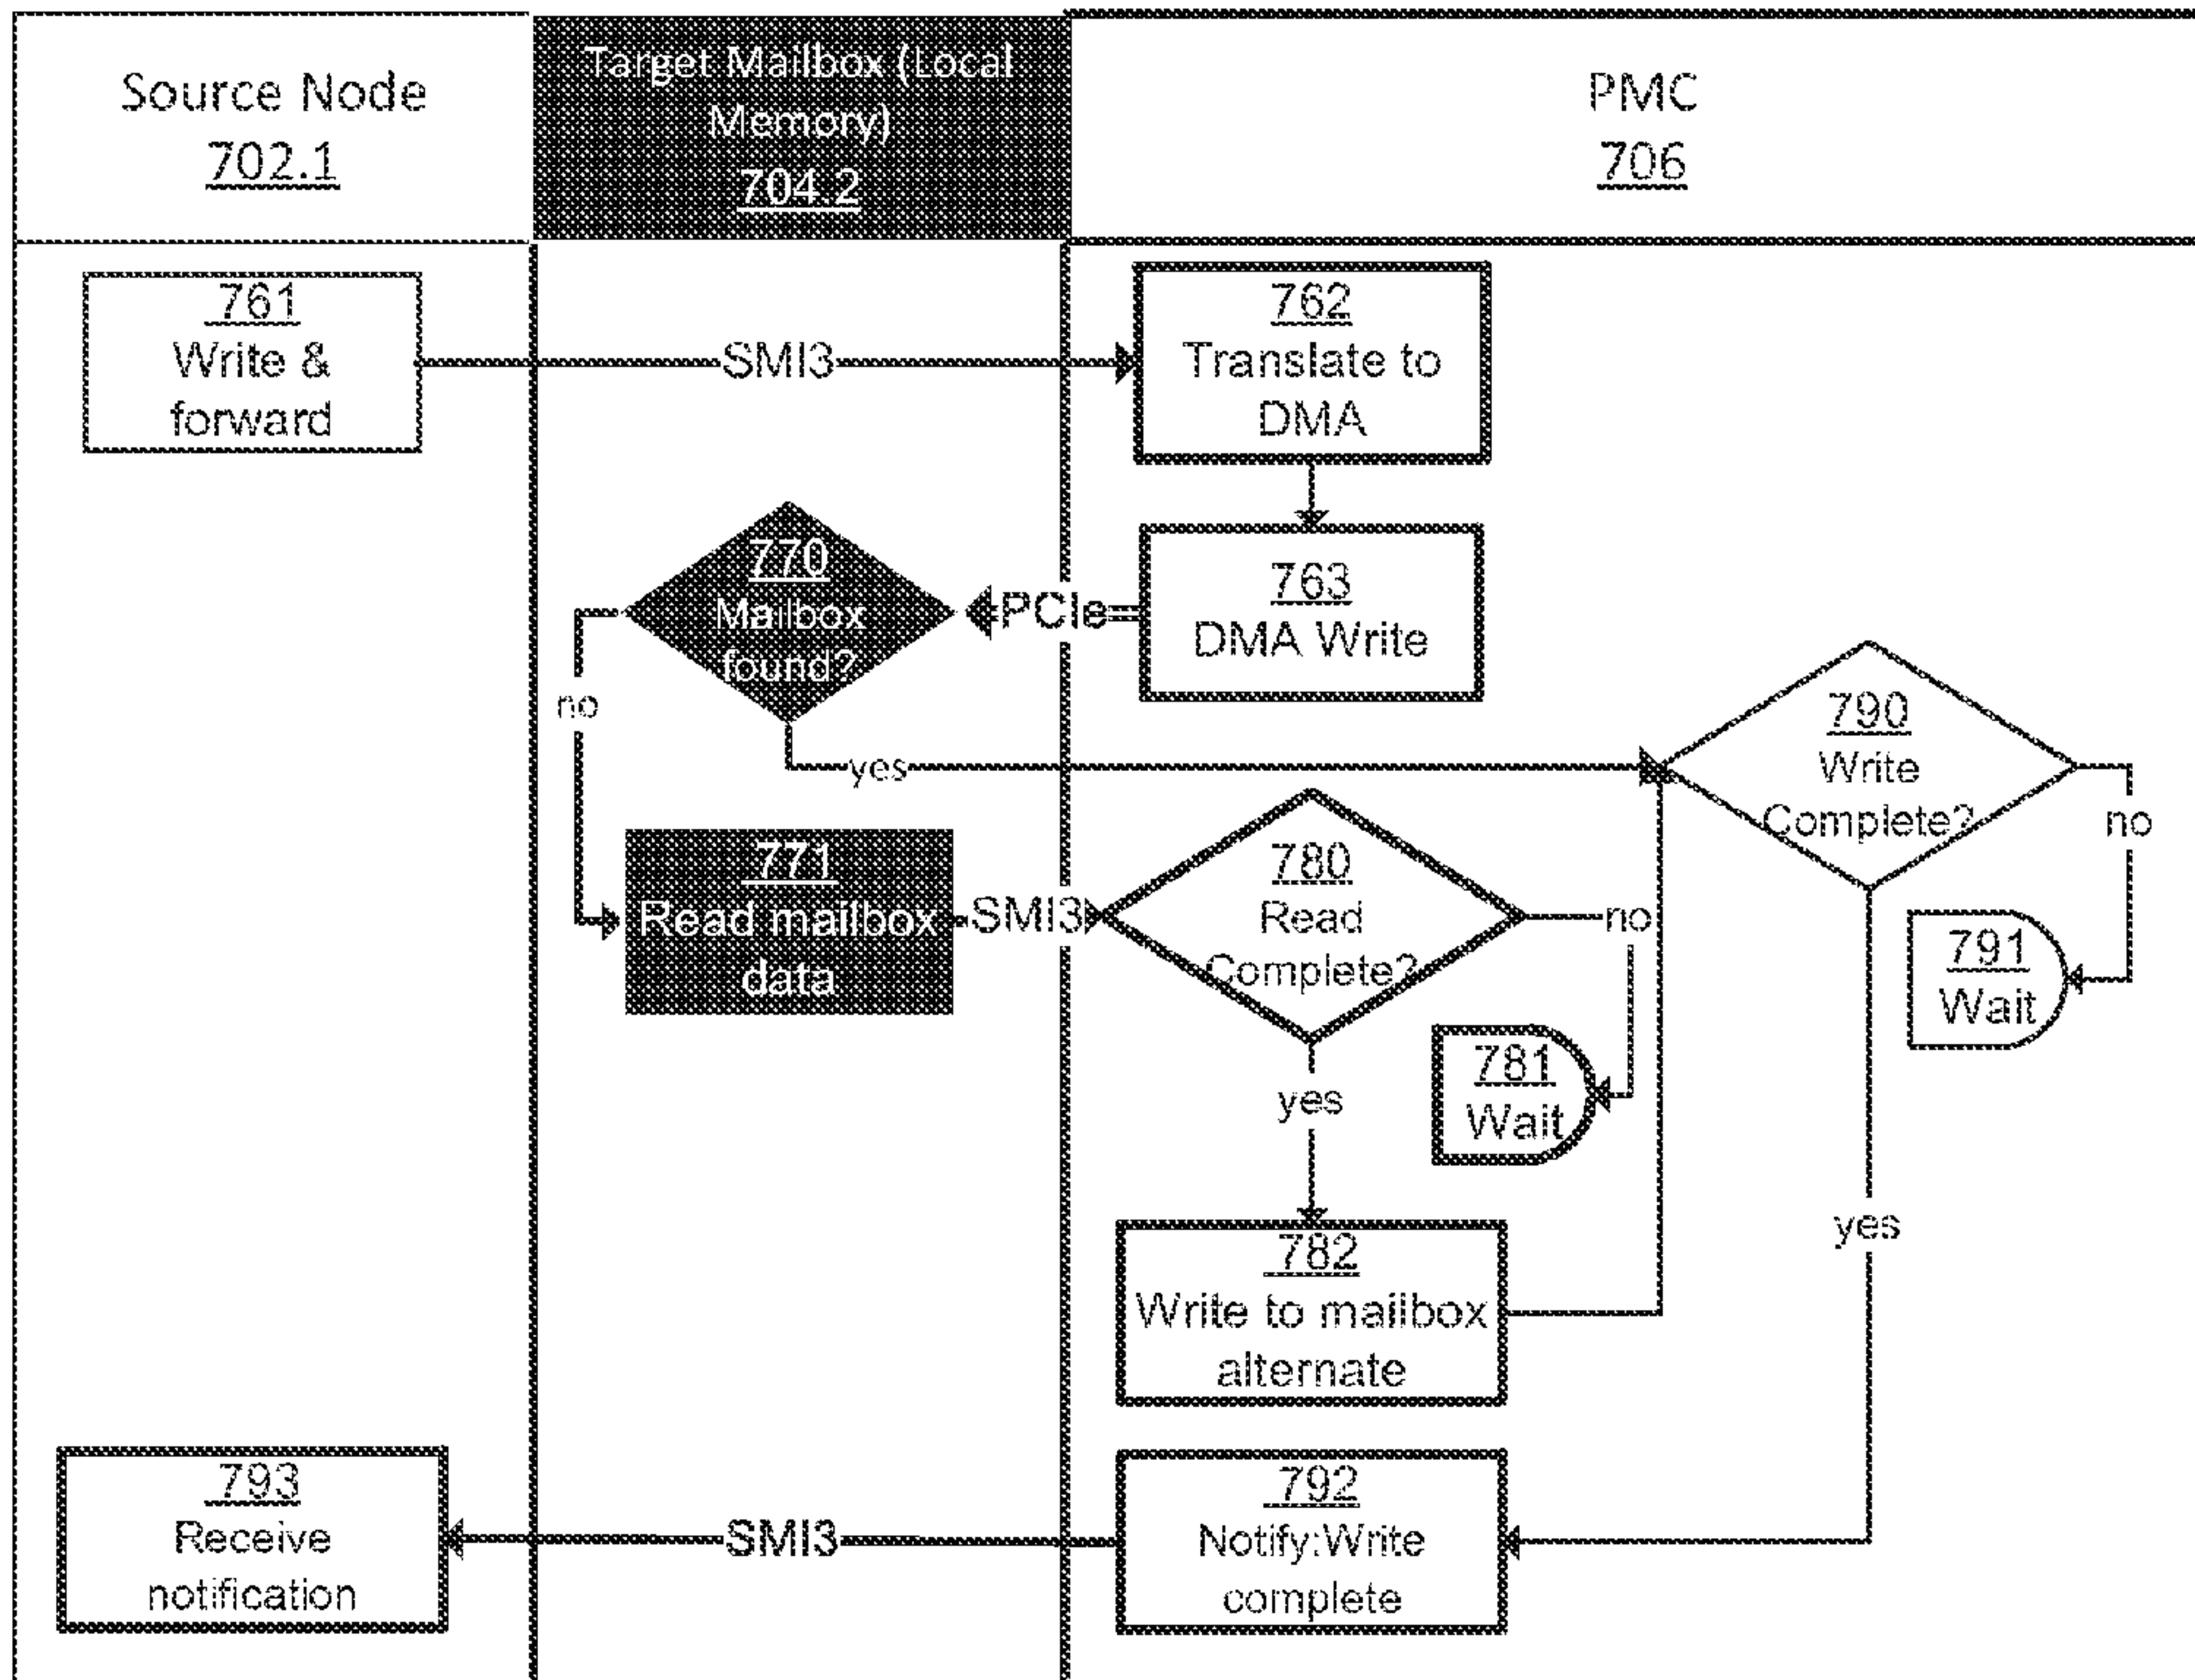 Source Node
702.1
Target Mailbox (Local
Memory)
704.2
PMC
706
761
Write &
forward
SMI3
762
Translate to
DMA
770
Mailbox
found?
PCIe
763
DMA Write
no
yes
790
Write
Complete?
no
771
Read mailbox
data
SMI3
780
Read
Complete?
no
791
Wait
781
Wait
yes
yes
782
Write to mailbox
alternate
793
Receive
notification
SMI3
792
Notify:Write
complete